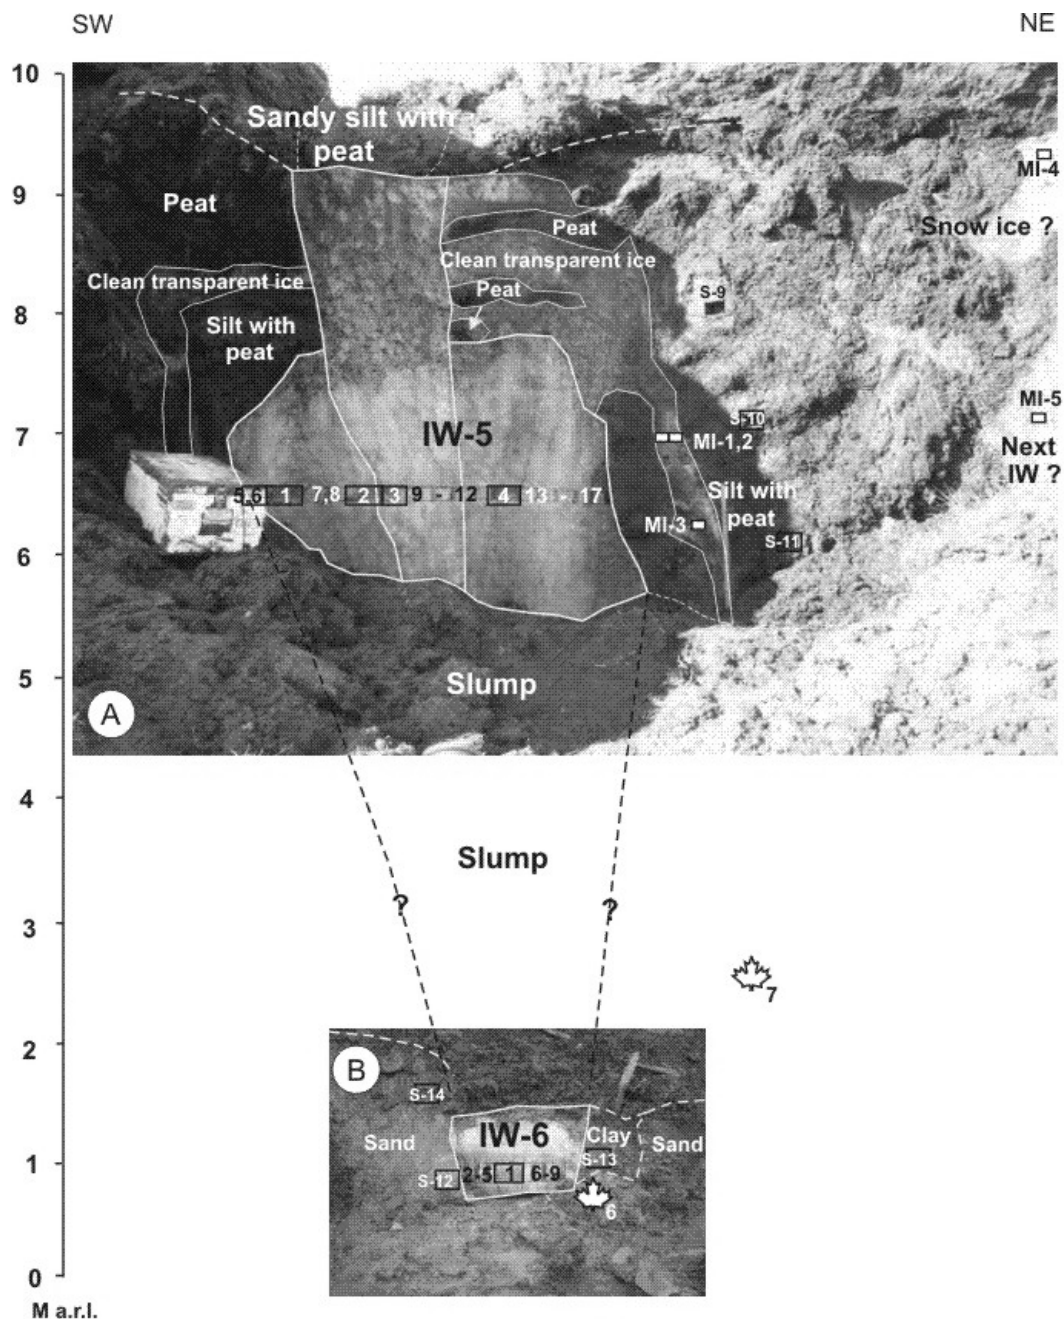 SW
NE
10
Sandy silt with
peat
MI-4
9
Peat
Peat
Snow ice ?
Clean transparent ice
Clean transparent ice
Peat
S-9
8
Silt with
peat
MI-5
S-10
7
IW-5
MI-1,2
Next
IW ?
5,6 1 7,8 2 3 9 - 12 4 13 - 17
Silt with
peat
MI-3
S-11
6
5
Slump
A
4
Slump
3
?
?
7
2
B
S-14
IW-6
Sand
Clay
Sand
1
S-13
S-12
2-5 1 6-9
6
0
M a.r.l.